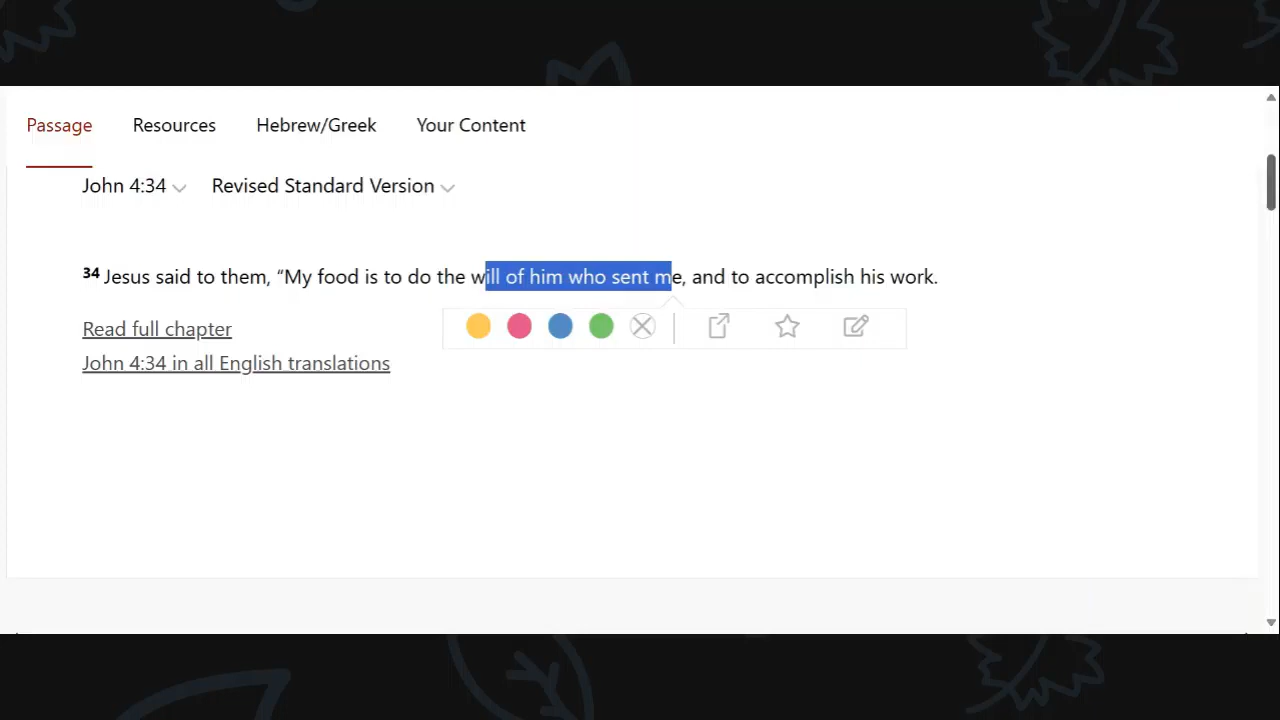 Passage Resources Hebrew/Greek Your Content
John 4:34 Revised Standard Version
34 Jesus said to them, “My food is to do the will of him who sent me, and to accomplish his work.
Read full chapter
John 4:34 in all English translations